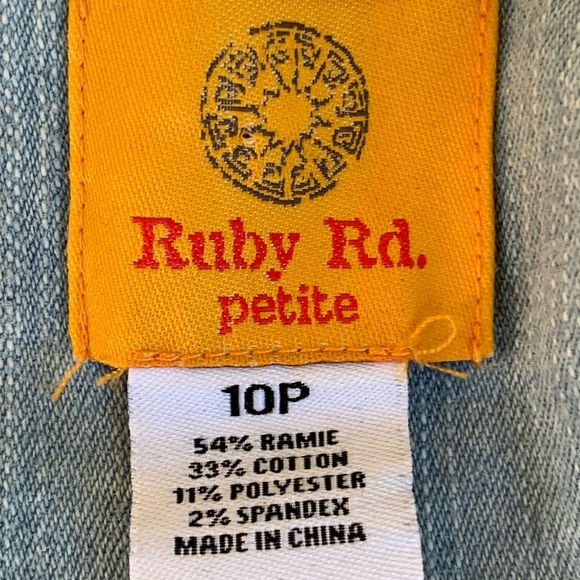 Ruby Rd.
petite
10P
54% RAMIE
33% COTTON
11% POLYESTER
2% SPANDEX
MADE IN CHINA